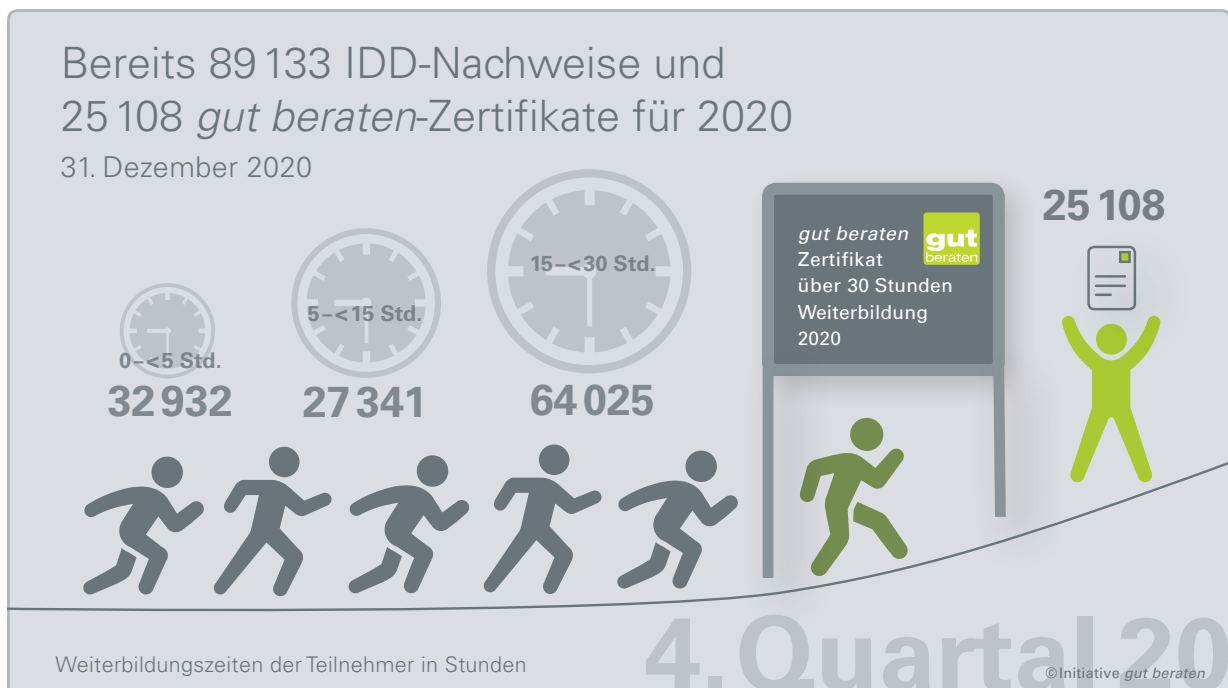 Bereits 89 133 IDD-Nachweise und
25 108 gut beraten-Zertifikate für 2020
31. Dezember 2020
0–<5 Std.
32 932
5–<15 Std.
27 341
15–<30 Std.
64 025
gut beraten
Zertifikat
über 30 Stunden
Weiterbildung
2020
gut
beraten
25 108
Weiterbildungszeiten der Teilnehmer in Stunden
4. Quartal 20
©Initiative gut beraten